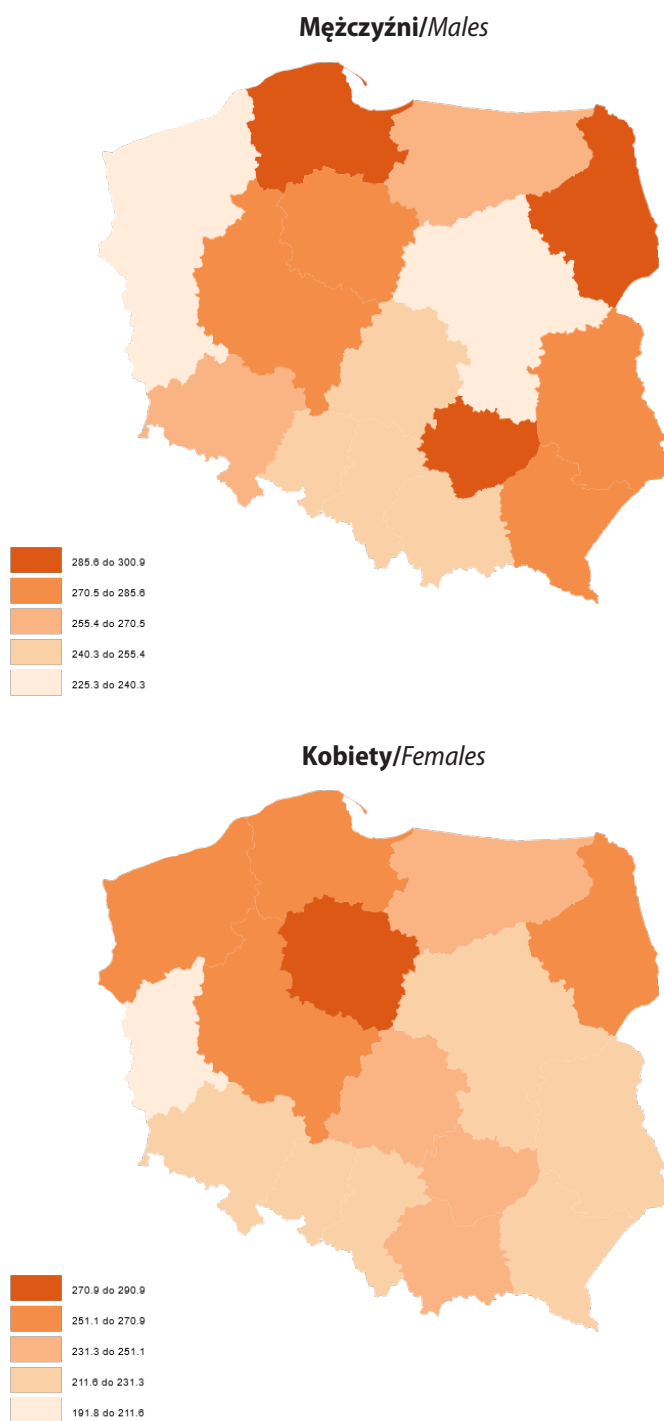 Mężczyźni/Males
285.6 do 300.9
270.5 do 285.6
255.4 do 270.5
240.3 do 255.4
225.3 do 240.3
Kobiety/Females
270.9 do 290.9
251.1 do 270.9
231.3 do 251.1
211.6 do 231.3
191.8 do 211.6